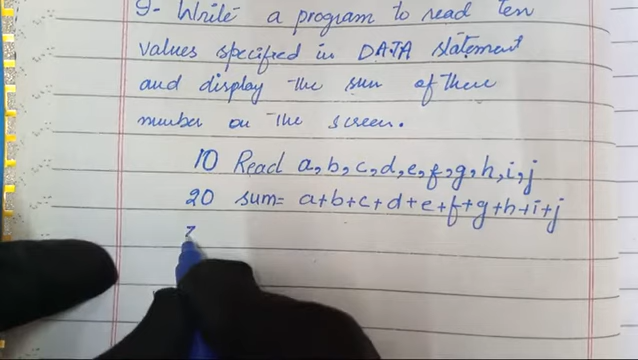 9- Write a program to read ten
values specified in DATA statement
and display the sum of these
number on the screen.
10 Read a, b, c, d, e, f, g, h, i, j
20 sum= a+b+c+d+e+f+g+h+i+j